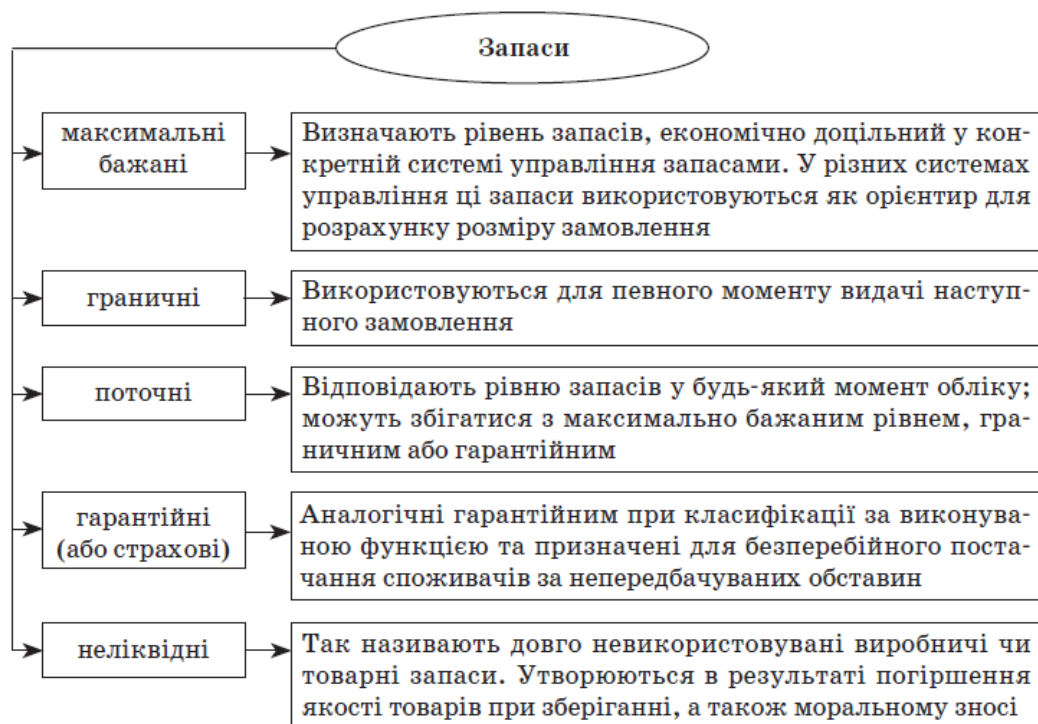 Запаси
максимальні
бажані
Визначають рівень запасів, економічно доцільний у кон-
кретній системі управління запасами. У різних системах
управління ці запаси використовуються як орієнтир для
розрахунку розміру замовлення
граничні
Використовуються для певного моменту видачі наступ-
ного замовлення
поточні
Відповідають рівню запасів у будь-який момент обліку;
можуть збігатися з максимально бажаним рівнем, гра-
ничним або гарантійним
гарантійні
(або страхові)
Аналогічні гарантійним при класифікації за виконува-
ною функцією та призначені для безперебійного поста-
чання споживачів за непередбачуваних обставин
неліквідні
Так називають довго невикористовувані виробничі чи
товарні запаси. Утворюються в результаті погіршення
якості товарів при зберіганні, а також моральному зносі